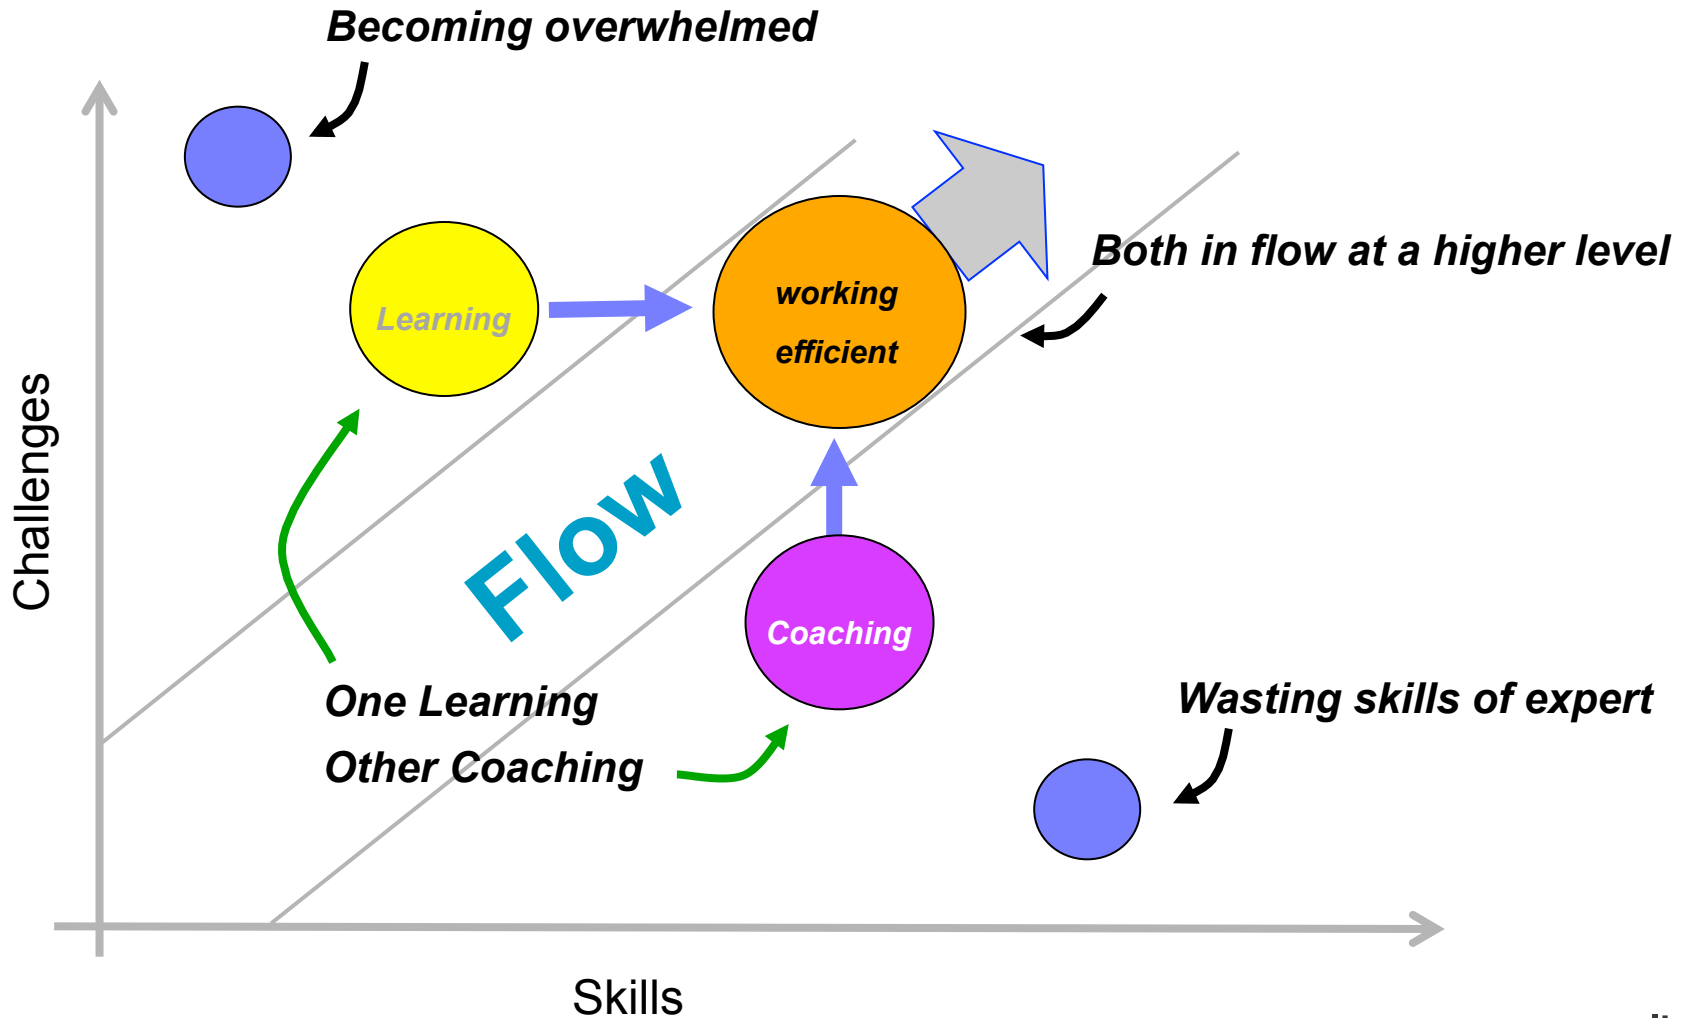 Becoming overwhelmed
Both in flow at a higher level
working
efficient
Learning
Challenges
Flow
Coaching
One Learning
Other Coaching
Wasting skills of expert
Skills